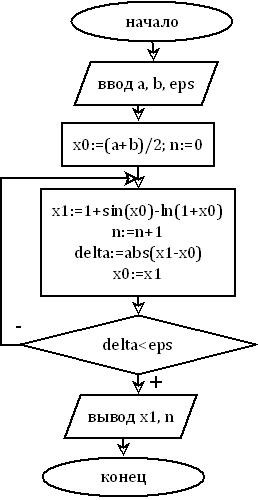 начало
ввод a, b, eps
x0:=(a+b)/2; n:=0
x1:=1+sin(x0)-ln(1+x0)
n:=n+1
delta:=abs(x1-x0)
x0:=x1
-
delta<eps
+
вывод x1, n
конец